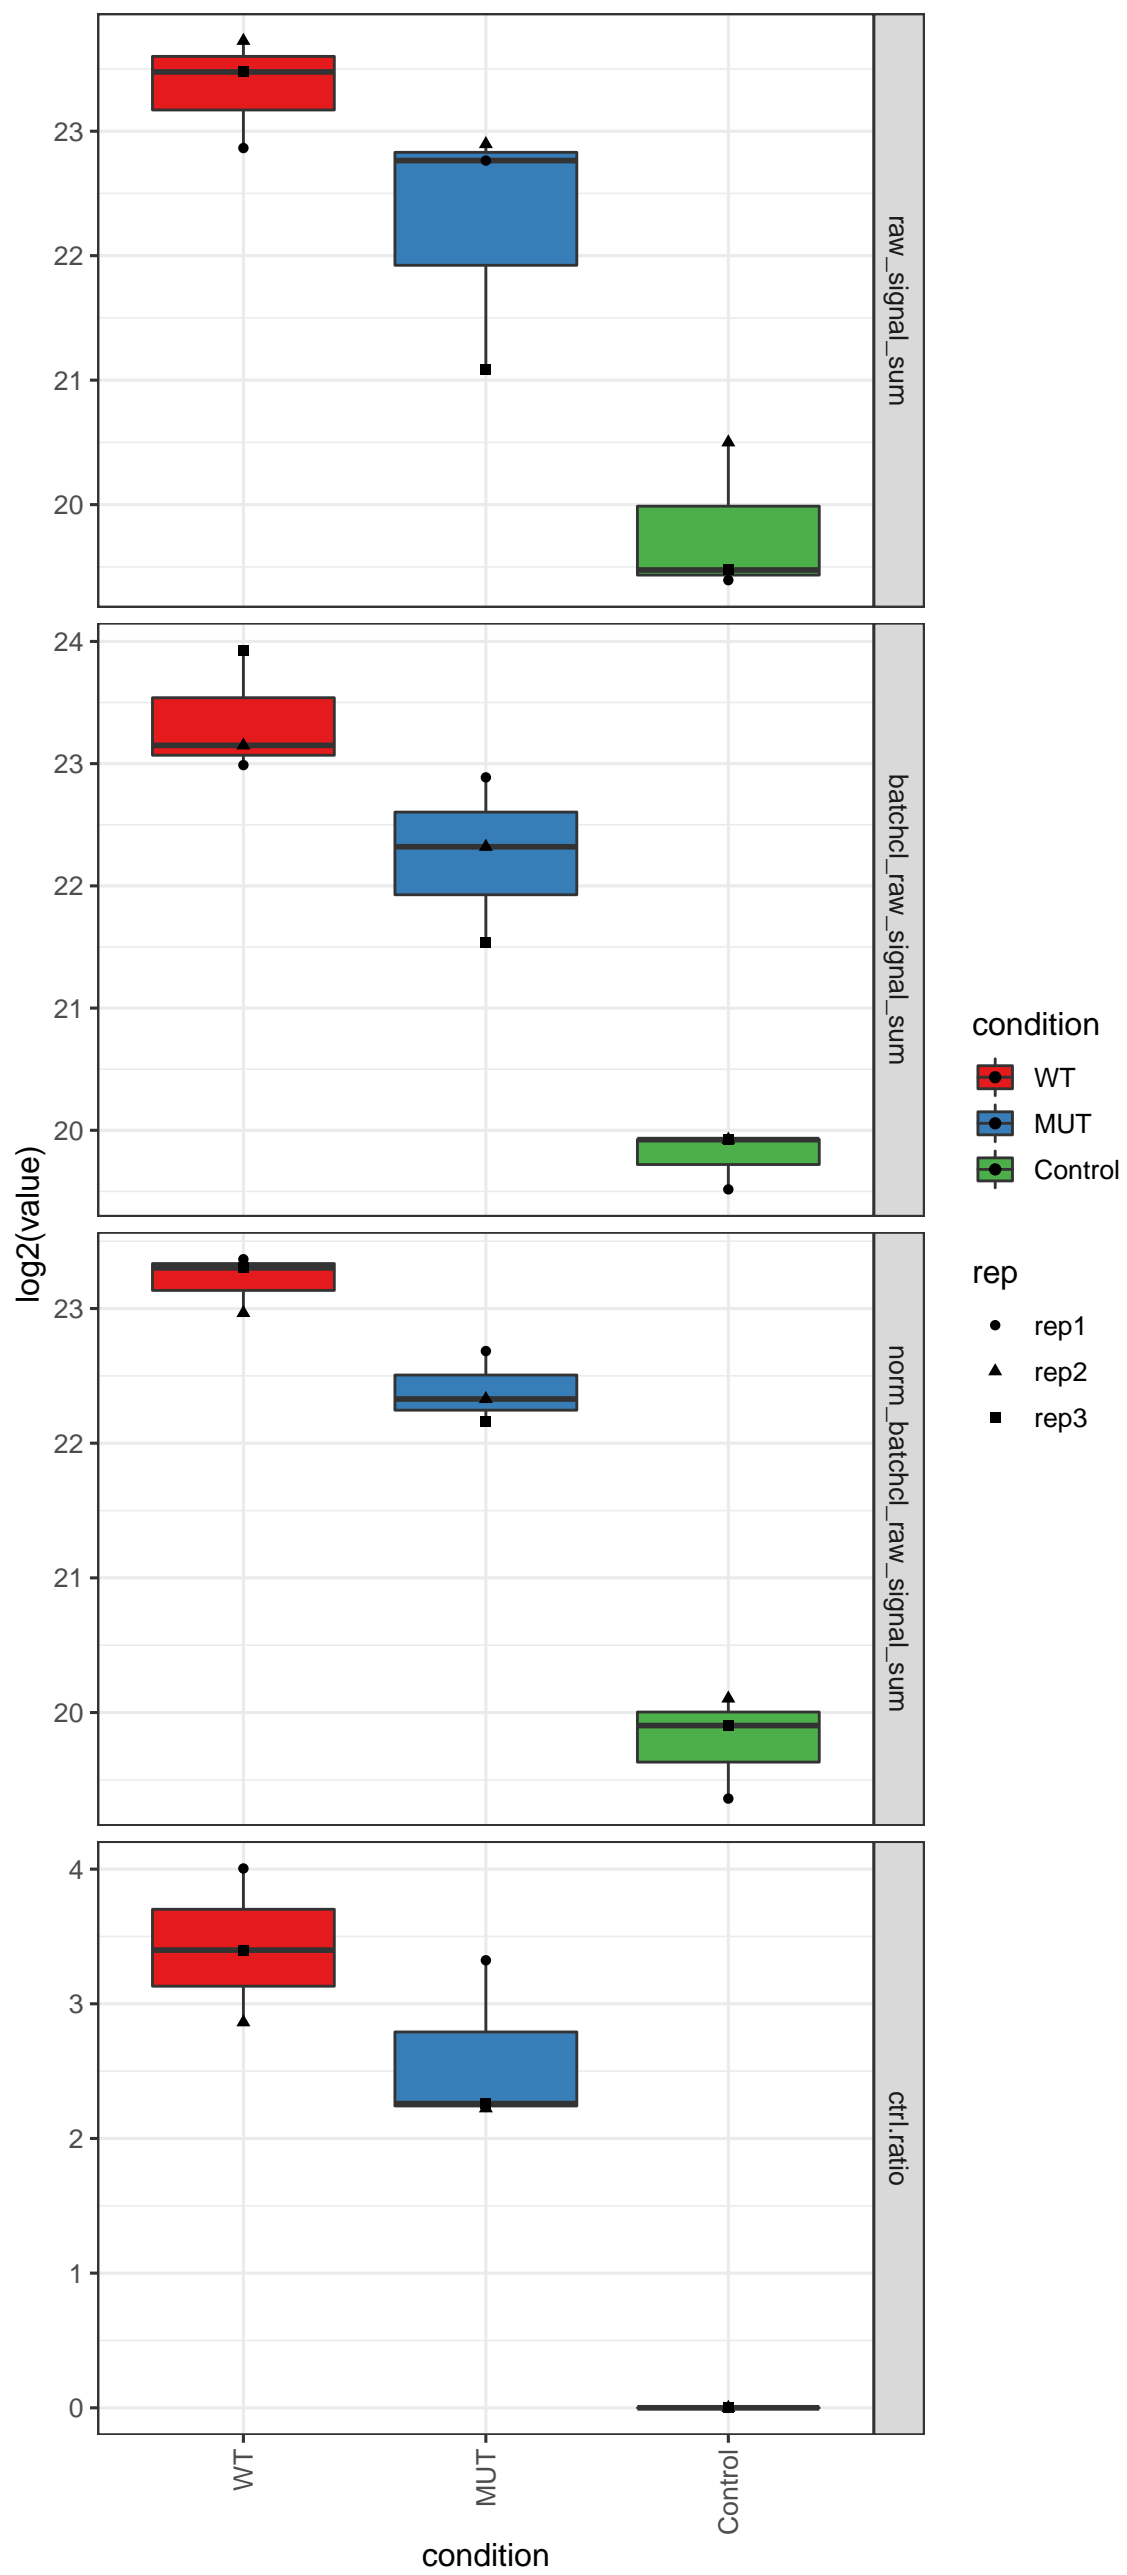 23
22
21
20
raw_signal_sum
24
23
22
21
20
batchcl_raw_signal_sum
23
22
21
20
norm_batchcl_raw_signal_sum
4
3
2
1
0
ctrl.ratio
log2(value)
WT
MUT
Control
condition
condition
WT
MUT
Control
rep
rep1
rep2
rep3